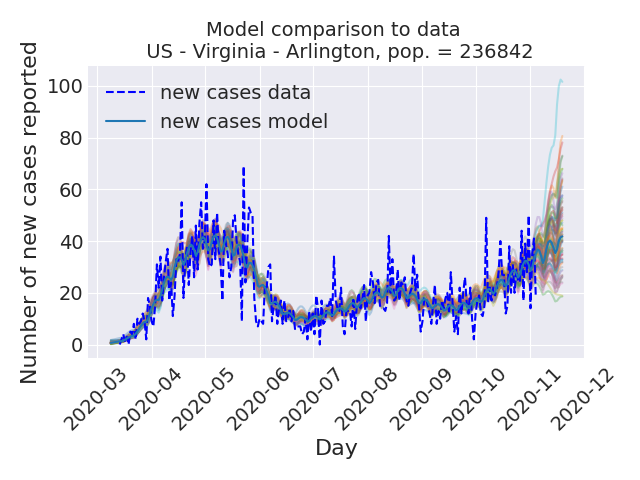 Model comparison to data
US - Virginia - Arlington, pop. = 236842
Number of new cases reported
100
80
60
40
20
0
new cases data
new cases model
2020-03
2020-04
2020-05
2020-06
2020-07
2020-08
2020-09
2020-10
2020-11
2020-12
Day